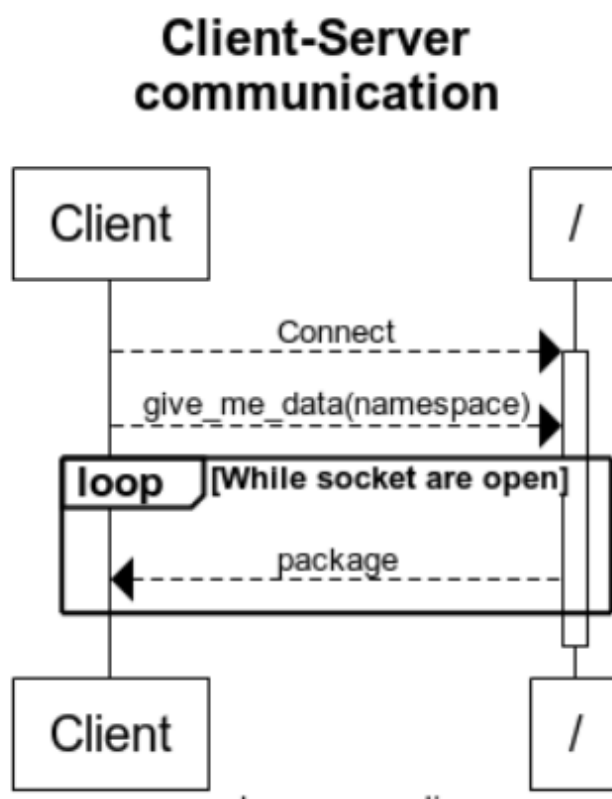 Client-Server
communication
Client
/
Connect
give_me_data(namespace)
loop
[While socket are open]
package
Client
/